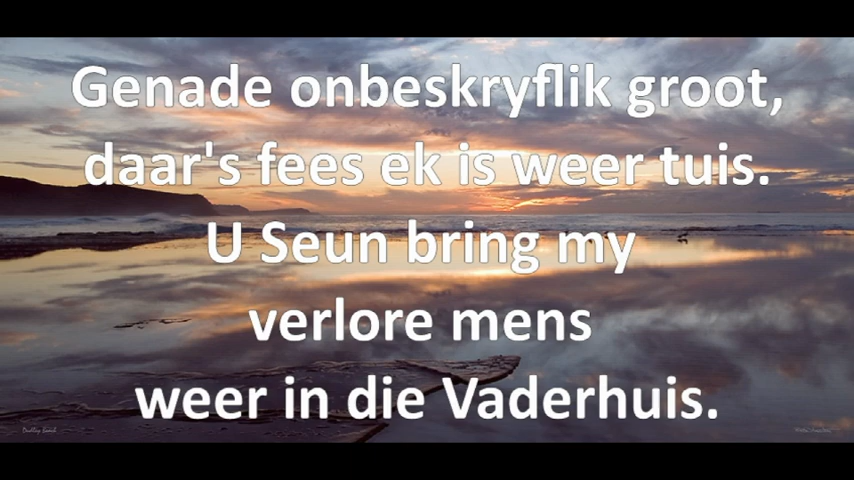 Genade onbeskryflik groot,
daar's fees ek is weer tuis.
U Seun bring my
verlore mens
weer in die Vaderhuis.